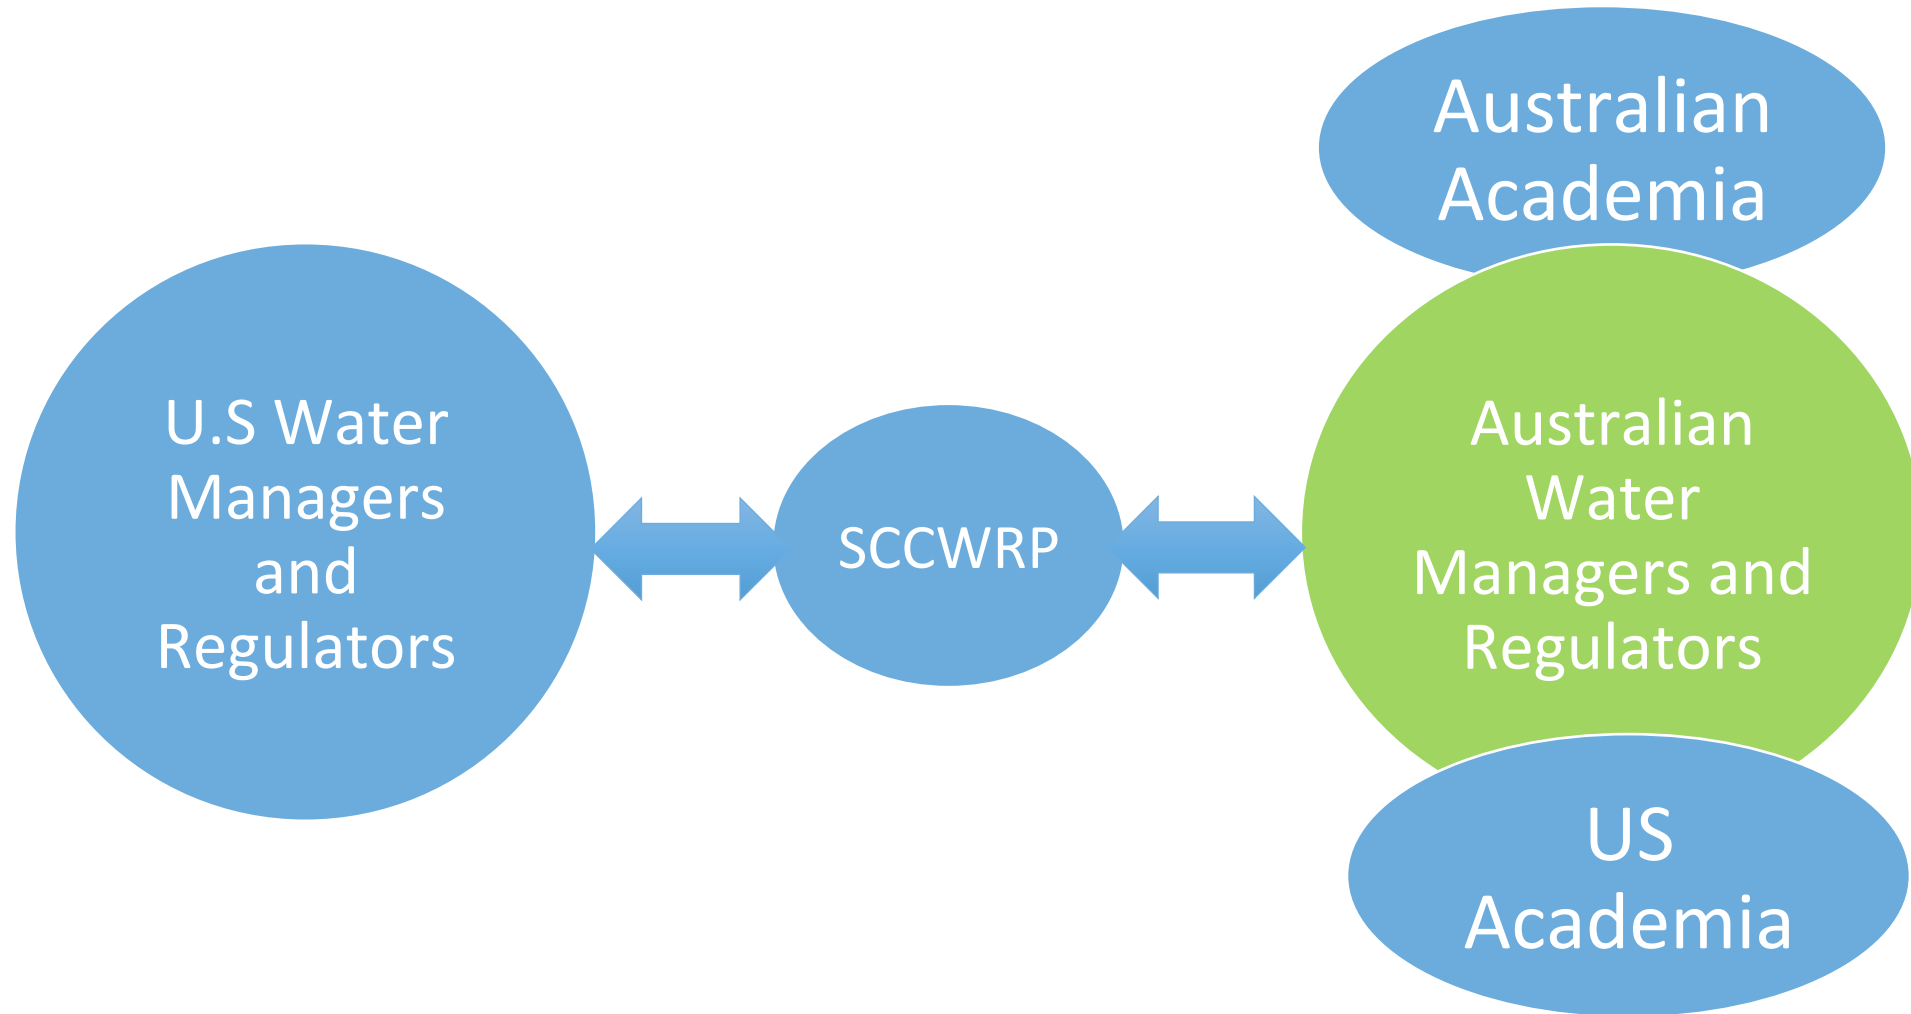 U.S Water
Managers
and
Regulators
SCCWRP
Australian
Academia
Australian
Water
Managers and
Regulators
US
Academia